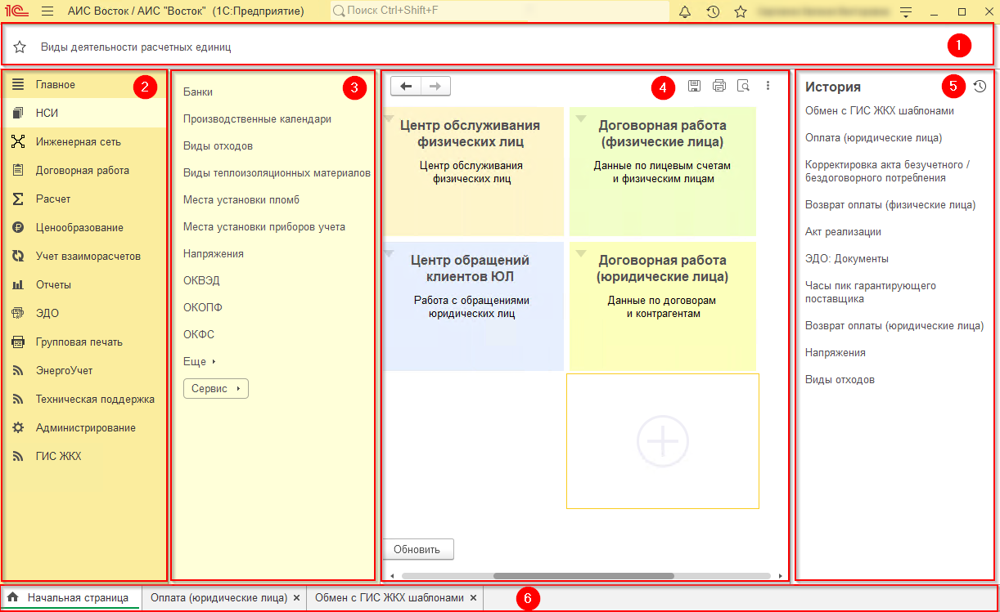 1С АИС Восток / АИС "Восток" (1С:Предприятие) Поиск Ctrl+Shift+F
Виды деятельности расчетных единиц 1
2
Главное
НСИ
Инженерная сеть
Договорная работа
Расчет
Ценообразование
Учет взаиморасчетов
Отчеты
ЭДО
Групповая печать
ЭнергоУчет
Техническая поддержка
Администрирование
ГИС ЖКХ
3
Банки
Производственные календари
Виды отходов
Виды теплоизоляционных материалов
Места установки пломб
Места установки приборов учета
Напряжения
ОКВЭД
ОКОПФ
ОКФС
Еще
Сервис
4
Центр обслуживания
физических лиц
Центр обслуживания
физических лиц
Договорная работа
(физические лица)
Данные по лицевым счетам
и физическим лицам
Центр обращений
клиентов ЮЛ
Работа с обращениями
юридических лиц
Договорная работа
(юридические лица)
Данные по договорам
и контрагентам
Обновить
История 5
Обмен с ГИС ЖКХ шаблонами
Оплата (юридические лица)
Корректировка акта безучетного /
бездоговорного потребления
Возврат оплаты (физические лица)
Акт реализации
ЭДО: Документы
Часы пик гарантирующего
поставщика
Возврат оплаты (юридические лица)
Напряжения
Виды отходов
Начальная страница Оплата (юридические лица) Обмен с ГИС ЖКХ шаблонами 6